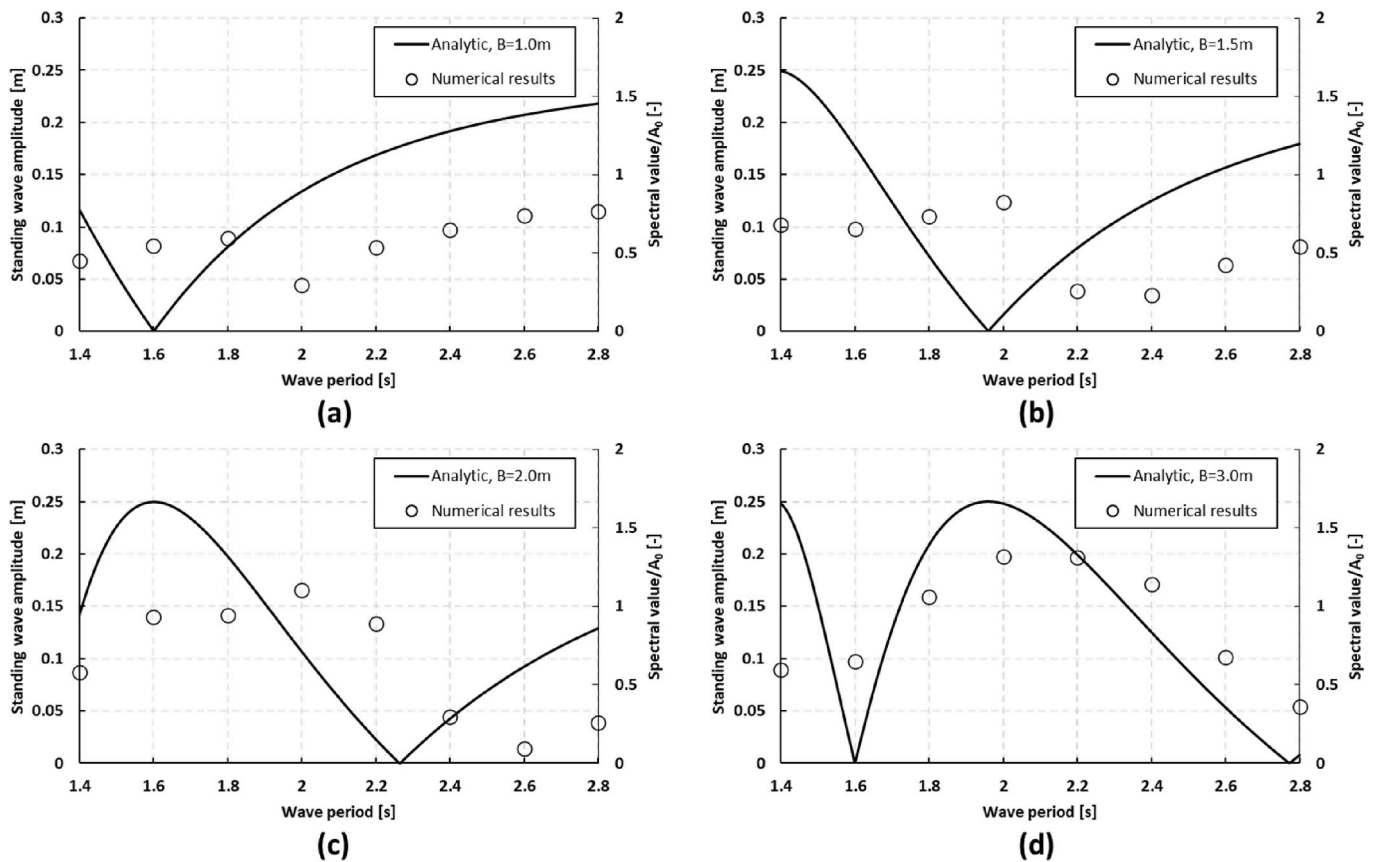 Standing wave amplitude [m]
0.3
0.25
0.2
0.15
0.1
0.05
0
Analytic, B=1.0m
Numerical results
2
1.5
1
0.5
0
Spectral value/A₀ [-]
1.4 1.6 1.8 2 2.2 2.4 2.6 2.8
Wave period [s]
(a)
Standing wave amplitude [m]
0.3
0.25
0.2
0.15
0.1
0.05
0
Analytic, B=1.5m
Numerical results
2
1.5
1
0.5
0
Spectral value/A₀ [-]
1.4 1.6 1.8 2 2.2 2.4 2.6 2.8
Wave period [s]
(b)
Standing wave amplitude [m]
0.3
0.25
0.2
0.15
0.1
0.05
0
Analytic, B=2.0m
Numerical results
2
1.5
1
0.5
0
Spectral value/A₀ [-]
1.4 1.6 1.8 2 2.2 2.4 2.6 2.8
Wave period [s]
(c)
Standing wave amplitude [m]
0.3
0.25
0.2
0.15
0.1
0.05
0
Analytic, B=3.0m
Numerical results
2
1.5
1
0.5
0
Spectral value/A₀ [-]
1.4 1.6 1.8 2 2.2 2.4 2.6 2.8
Wave period [s]
(d)